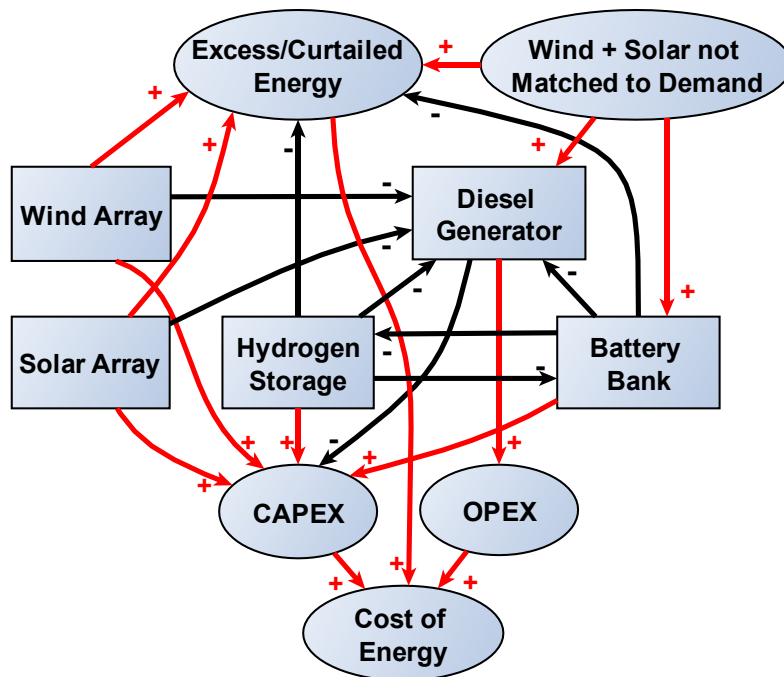 Excess/Curtailed
Energy
Wind + Solar not
Matched to Demand
+
+
+
-
+
-
+
Wind Array
-
Diesel
Generator
-
-
-
+
Solar Array
Hydrogen
Storage
-
-
Battery
Bank
+
+
-
+
+
+
CAPEX
OPEX
+
+
+
Cost of
Energy